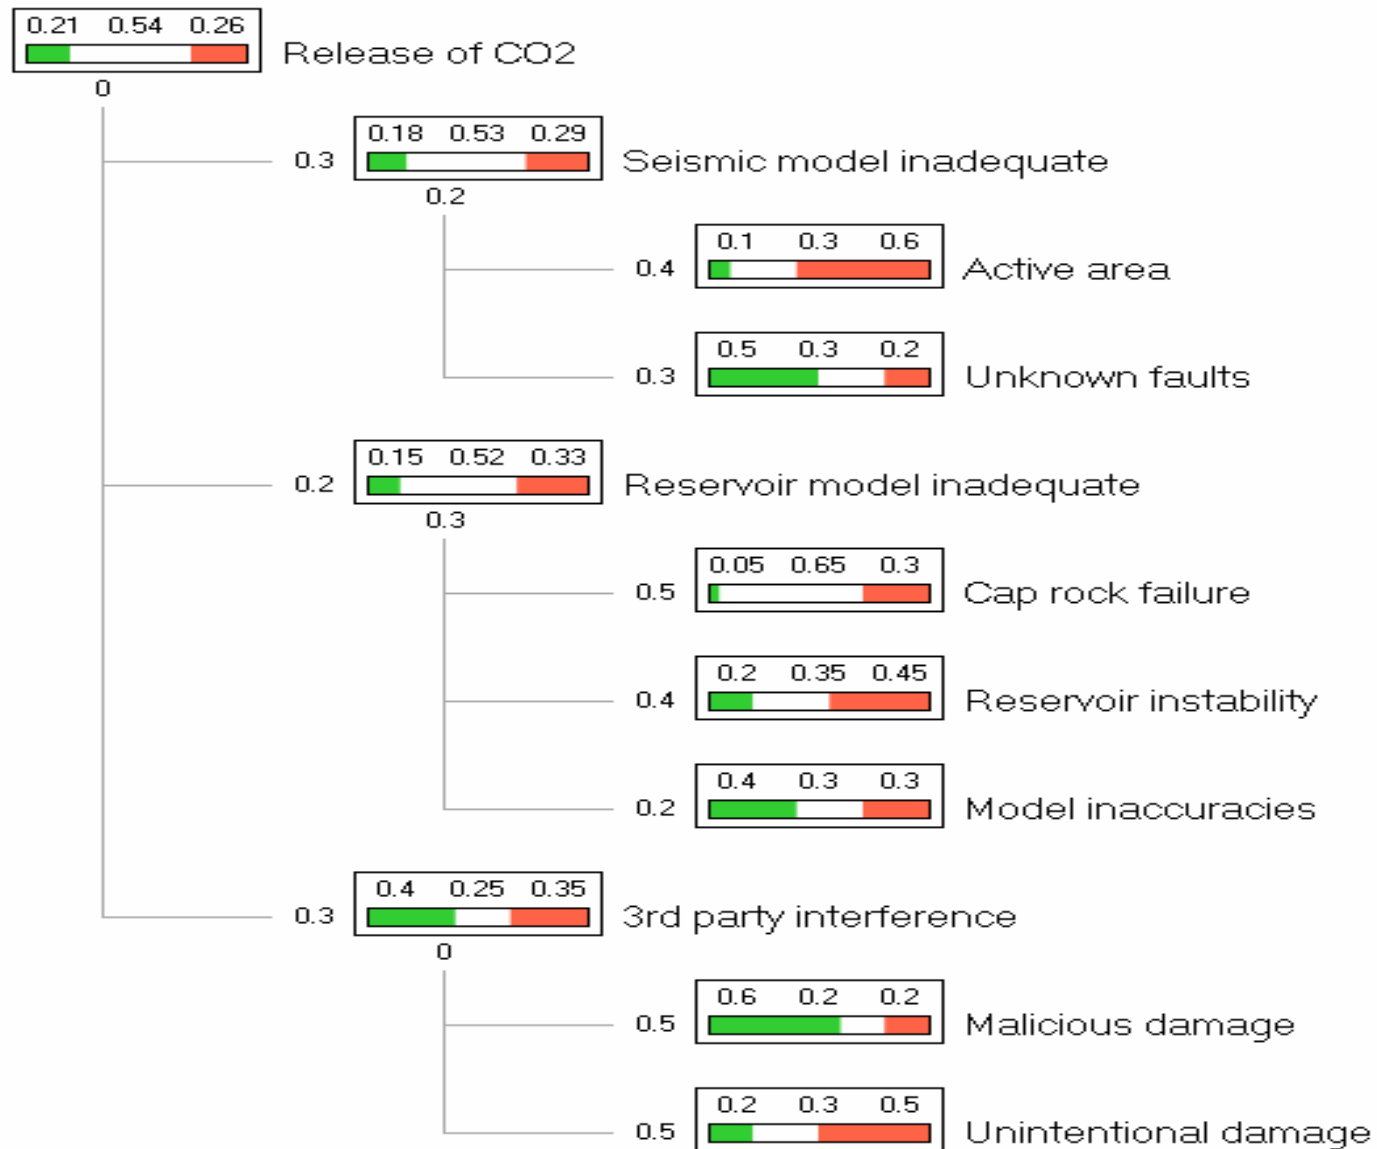 0.21 0.54 0.26
Release of CO2
0
0.3
0.18 0.53 0.29
Seismic model inadequate
0.2
0.4
0.1 0.3 0.6
Active area
0.3
0.5 0.3 0.2
Unknown faults
0.2
0.15 0.52 0.33
Reservoir model inadequate
0.3
0.5
0.05 0.65 0.3
Cap rock failure
0.4
0.2 0.35 0.45
Reservoir instability
0.2
0.4 0.3 0.3
Model inaccuracies
0.3
0.4 0.25 0.35
3rd party interference
0
0.5
0.6 0.2 0.2
Malicious damage
0.5
0.2 0.3 0.5
Unintentional damage